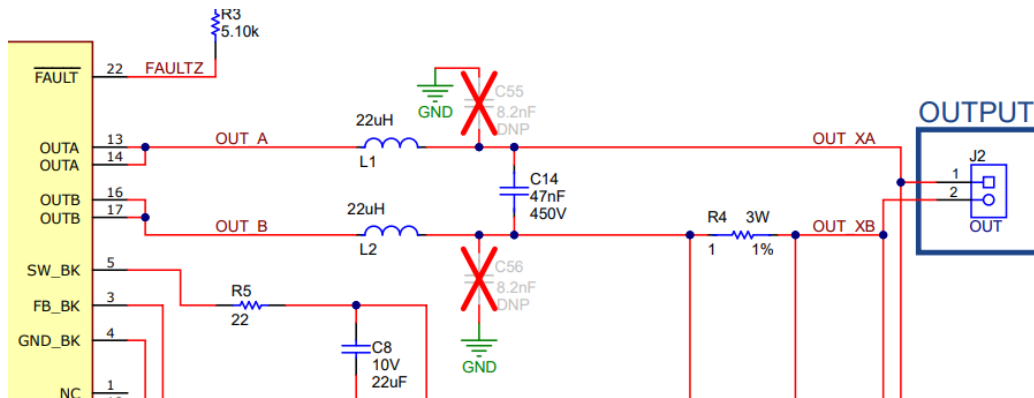 R3
5.10k
FAULT 22 FAULTZ
C55
8.2nF
DNP
GND
22uH
L1
OUTPUT
OUTA 13 OUT_A OUT_XA
OUTA 14
J2
1
2
OUT
C14
47nF
450V
OUTB 16
OUTB 17
22uH
OUT_B
L2
R4 3W
1 1%
OUT_XB
C56
8.2nF
DNP
GND
SW_BK 5
R5
22
FB_BK 3
GND_BK 4
C8
10V
22uF
NC 1